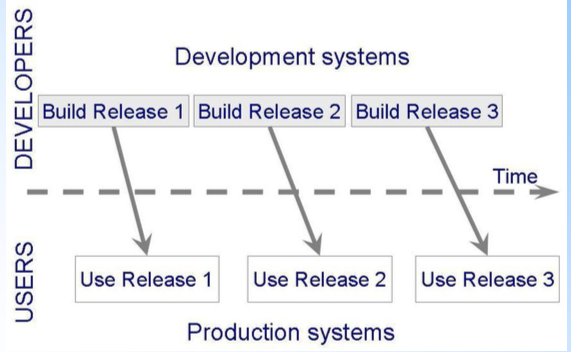 DEVELOPERS
Development systems
Build Release 1
Build Release 2
Build Release 3
Time
USERS
Use Release 1
Use Release 2
Use Release 3
Production systems